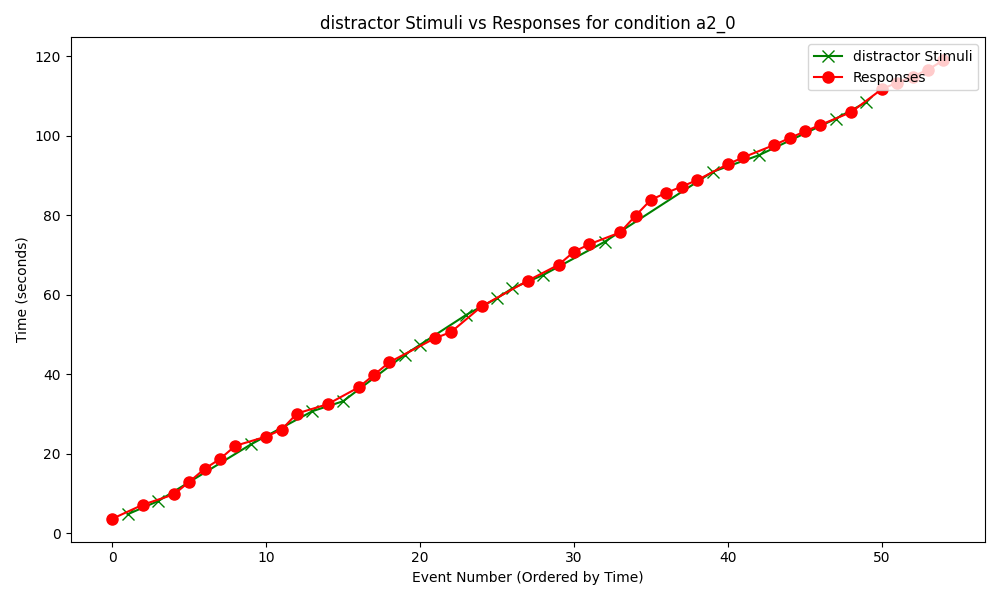 distractor Stimuli vs Responses for condition a2_0
distractor Stimuli
Responses
Time (seconds)
120
100
80
60
40
20
0
0 10 20 30 40 50
Event Number (Ordered by Time)